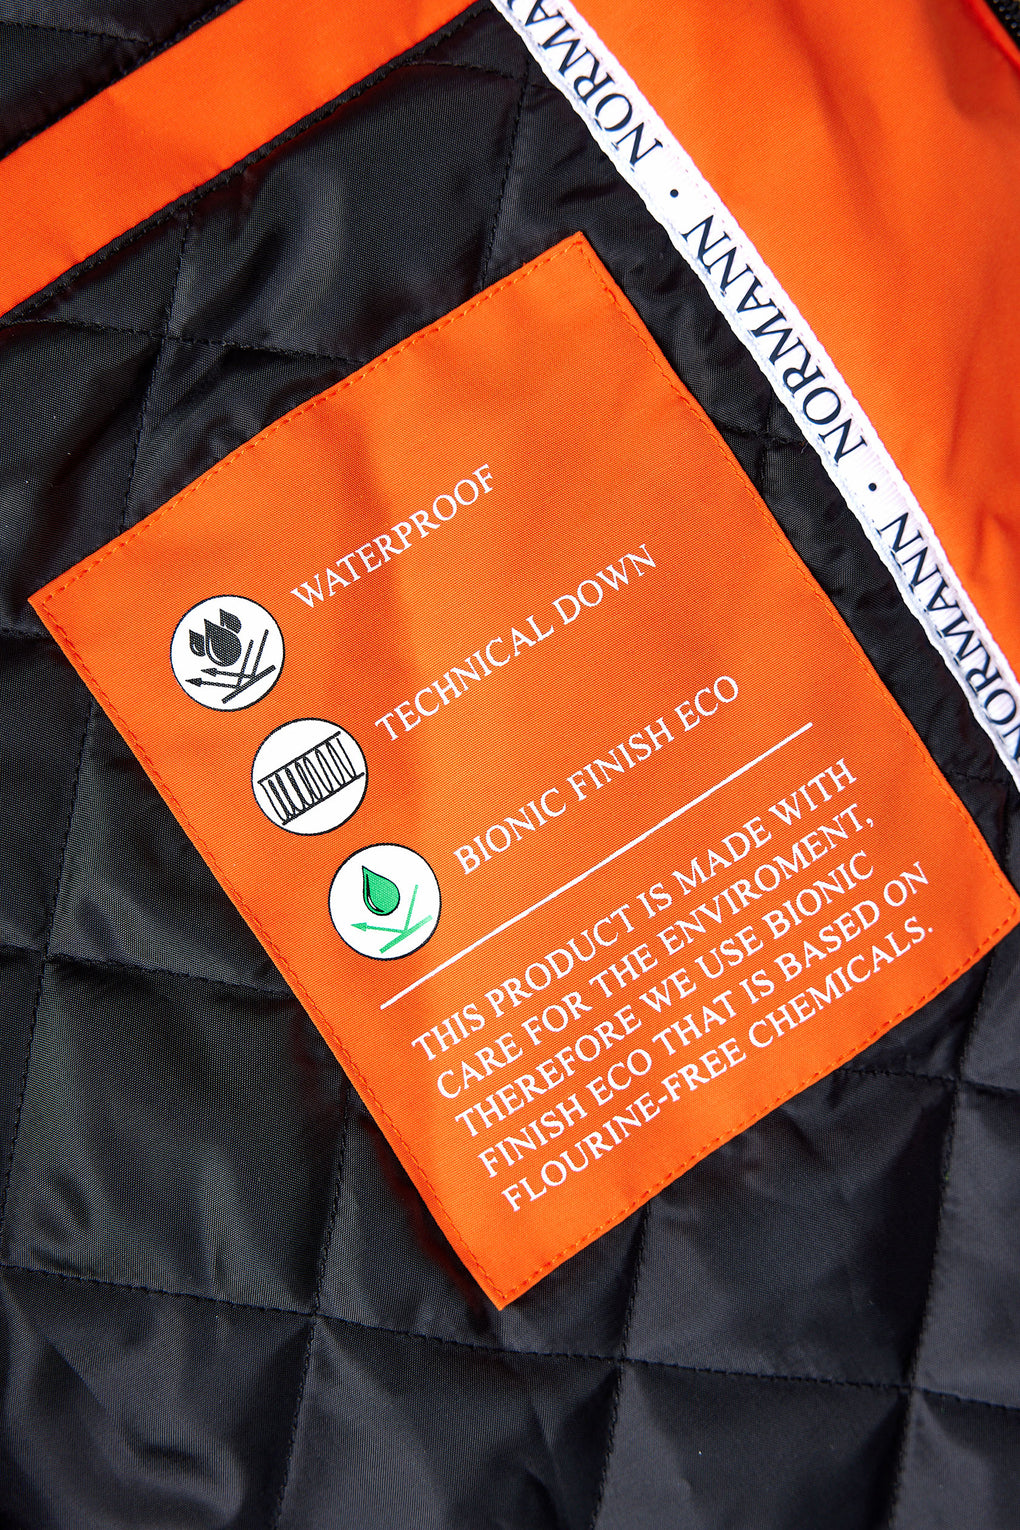 NORMANN • NORMANN • NORMANN
WATERPROOF
TECHNICAL DOWN
BIONIC FINISH ECO
THIS PRODUCT IS MADE WITH
CARE FOR THE ENVIROMENT,
THEREFORE WE USE BIONIC
FINISH ECO THAT IS BASED ON
FLOURINE-FREE CHEMICALS.